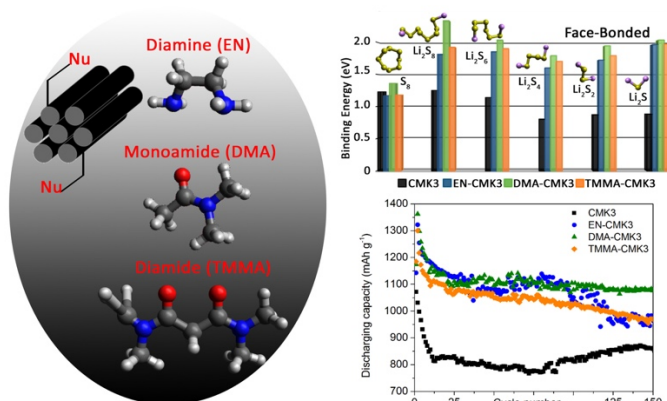 Nu
Nu
Diamine (EN)
Monoamide (DMA)
Diamide (TMMA)
Face-Bonded
Binding Energy (eV)
2.0
1.5
1.0
0.5
0
S8
Li2S8
Li2S6
Li2S4
Li2S2
Li2S
CMK3
EN-CMK3
DMA-CMK3
TMMA-CMK3
Discharging capacity (mAh g-1)
1400
1300
1200
1100
1000
900
800
700
CMK3
EN-CMK3
DMA-CMK3
TMMA-CMK3
0
25
125
150